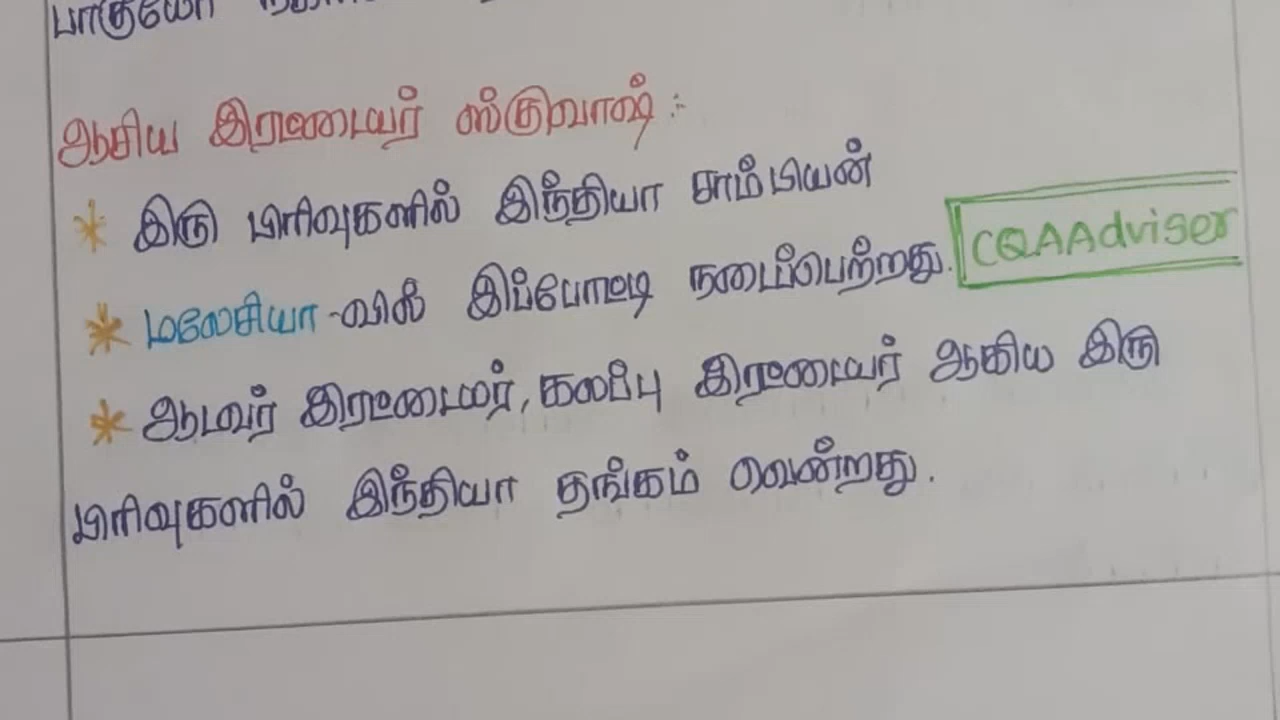 ஆசிய இரட்டையர் ஸ்குவாஷ் :-
* இரு பிரிவுகளில் இந்தியா சாம்பியன்
* மலேசியா -வில் இப்போட்டி நடைப்பெற்றது.
CQAAdviser
* ஆடவர் இரட்டையர், கலப்பு இரட்டையர் ஆகிய இரு
பிரிவுகளில் இந்தியா தங்கம் வென்றது.